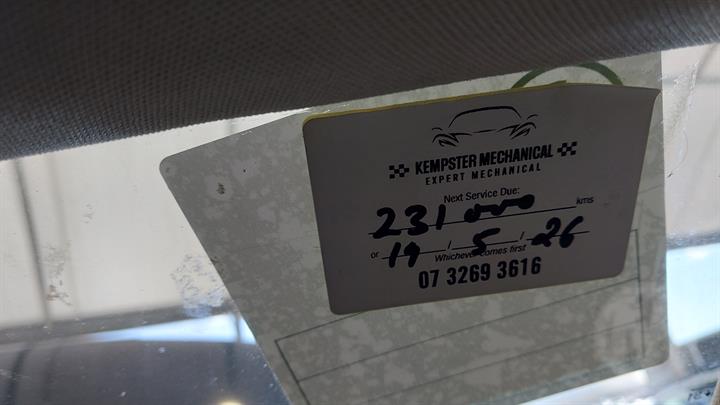 KEMPSTER MECHANICAL
EXPERT MECHANICAL
Next Service Due:
231000 kms
or 19 / 5 / 26
Whichever comes first
07 3269 3616